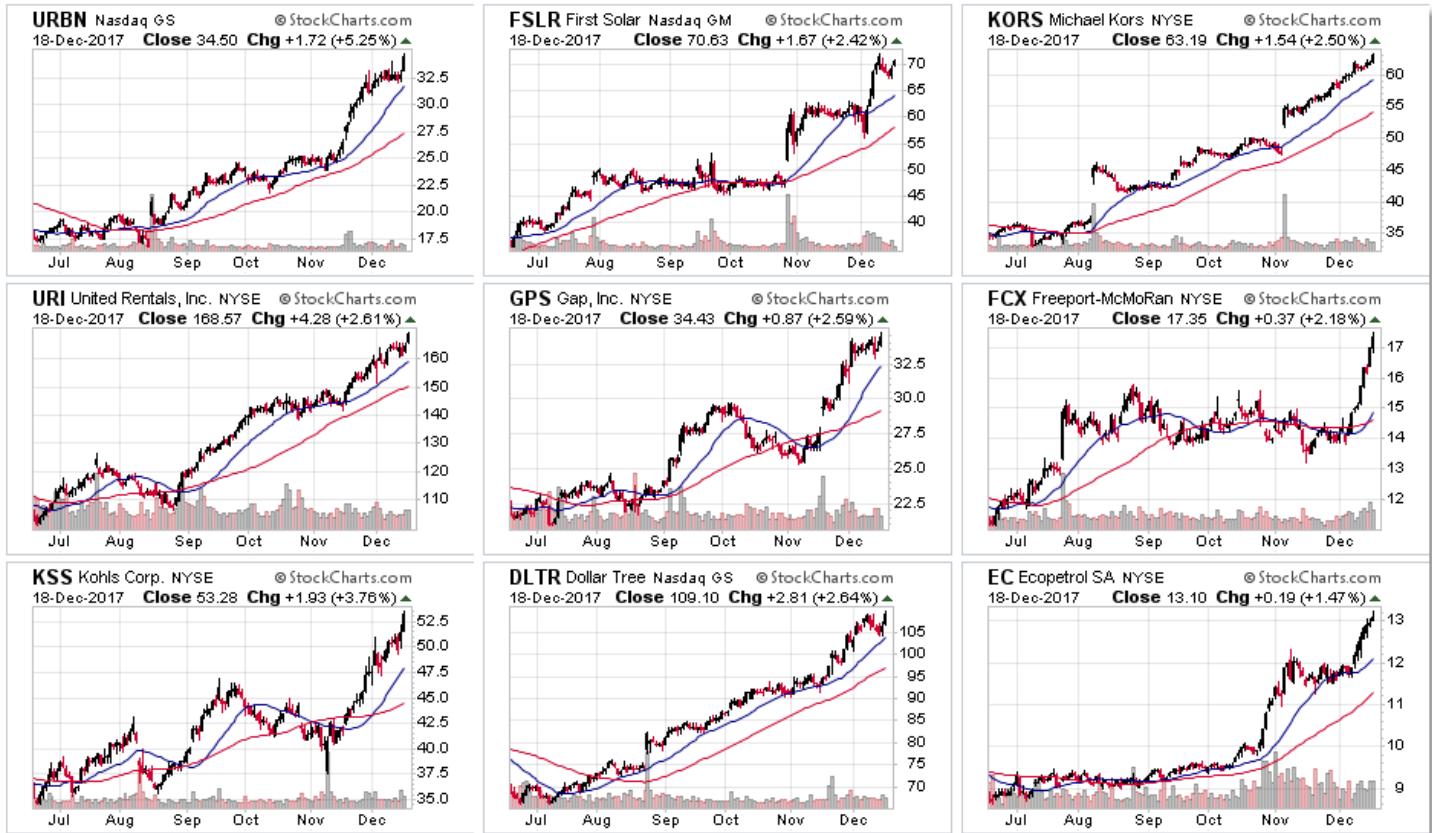 URBN Nasdaq GS © StockCharts.com
18-Dec-2017 Close 34.50 Chg +1.72 (+5.25%)
32.5
30.0
27.5
25.0
22.5
20.0
17.5
Jul Aug Sep Oct Nov Dec
FSLR First Solar Nasdaq GM © StockCharts.com
18-Dec-2017 Close 70.63 Chg +1.67 (+2.42%)
70
65
60
55
50
45
40
Jul Aug Sep Oct Nov Dec
KORS Michael Kors NYSE © StockCharts.com
18-Dec-2017 Close 63.19 Chg +1.54 (+2.50%)
60
55
50
45
40
35
Jul Aug Sep Oct Nov Dec
URI United Rentals, Inc. NYSE © StockCharts.com
18-Dec-2017 Close 168.57 Chg +4.28 (+2.61%)
160
150
140
130
120
110
Jul Aug Sep Oct Nov Dec
GPS Gap, Inc. NYSE © StockCharts.com
18-Dec-2017 Close 34.43 Chg +0.87 (+2.59%)
32.5
30.0
27.5
25.0
22.5
Jul Aug Sep Oct Nov Dec
FCX Freeport-McMoRan NYSE © StockCharts.com
18-Dec-2017 Close 17.35 Chg +0.37 (+2.18%)
17
16
15
14
13
12
Jul Aug Sep Oct Nov Dec
KSS Kohls Corp. NYSE © StockCharts.com
18-Dec-2017 Close 53.28 Chg +1.93 (+3.76%)
52.5
50.0
47.5
45.0
42.5
40.0
37.5
35.0
Jul Aug Sep Oct Nov Dec
DLTR Dollar Tree Nasdaq GS © StockCharts.com
18-Dec-2017 Close 109.10 Chg +2.81 (+2.64%)
105
100
95
90
85
80
75
70
Jul Aug Sep Oct Nov Dec
EC Ecopetrol SA NYSE © StockCharts.com
18-Dec-2017 Close 13.10 Chg +0.19 (+1.47%)
13
12
11
10
9
Jul Aug Sep Oct Nov Dec